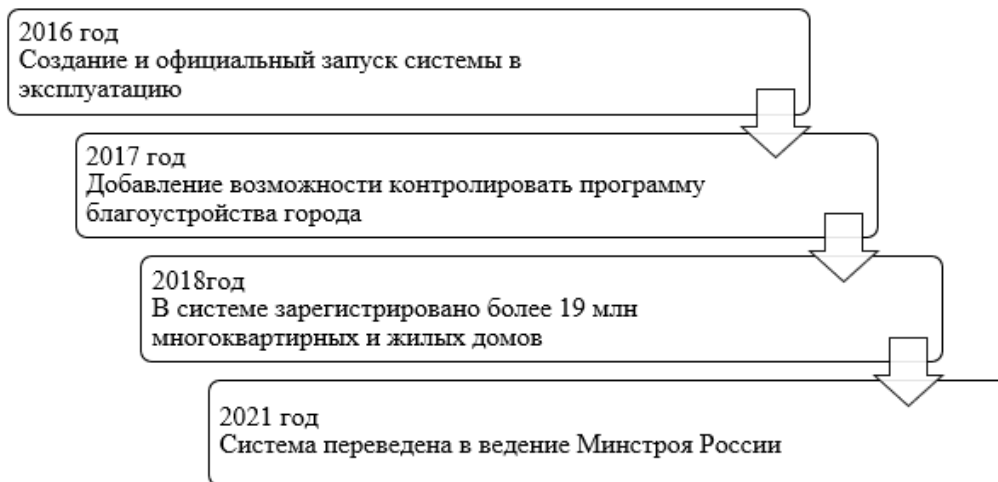 2016 год
Создание и официальный запуск системы в
эксплуатацию
2017 год
Добавление возможности контролировать программу
благоустройства города
2018год
В системе зарегистрировано более 19 млн
многоквартирных и жилых домов
2021 год
Система переведена в ведение Минстроя России